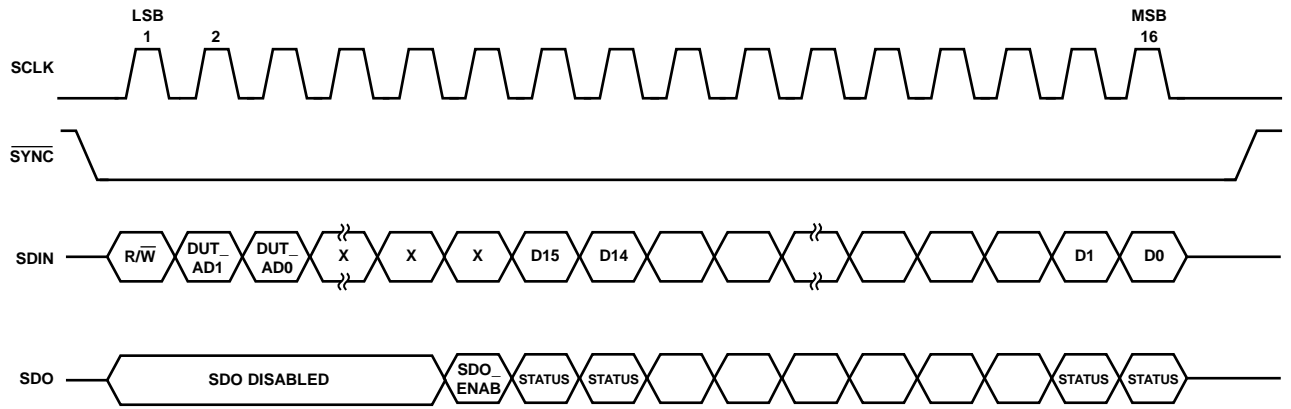 LSB MSB
1 2 16
SCLK
SYNC
SDIN R/W DUT_ AD1 DUT_ AD0 X X X D15 D14 D1 D0
SDO SDO DISABLED SDO_ ENAB STATUS STATUS STATUS STATUS